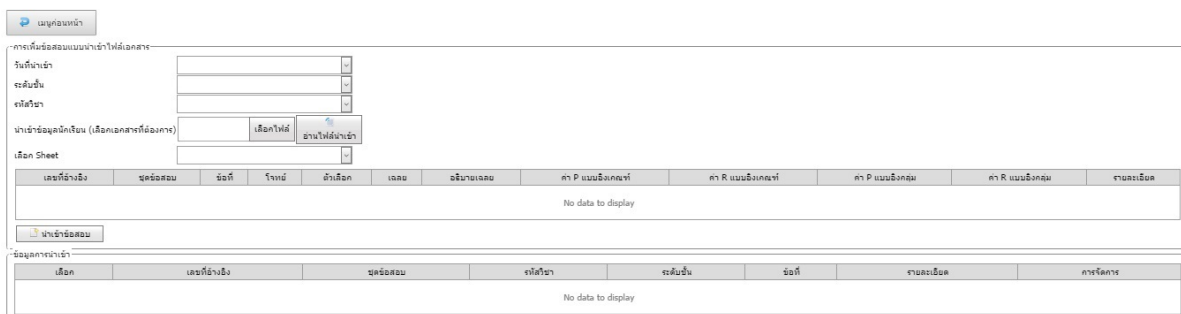 เมนูก่อนหน้า
การเพิ่มข้อสอบแบบนำเข้าไฟล์เอกสาร
วันที่นำเข้า
ระดับชั้น
รหัสวิชา
นำเข้าข้อมูลนักเรียน (เลือกเอกสารที่ต้องการ) เลือกไฟล์ อ่านไฟล์นำเข้า
เลือก Sheet
เลขที่อ้างอิง ชุดข้อสอบ ข้อที่ โจทย์ ตัวเลือก เฉลย อธิบายเฉลย ค่า P แบบอิงเกณฑ์ ค่า R แบบอิงเกณฑ์ ค่า P แบบอิงกลุ่ม ค่า R แบบอิงกลุ่ม รายละเอียด
No data to display
นำเข้าข้อสอบ
ข้อมูลการนำเข้า
เลือก เลขที่อ้างอิง ชุดข้อสอบ รหัสวิชา ระดับชั้น ข้อที่ รายละเอียด การจัดการ
No data to display